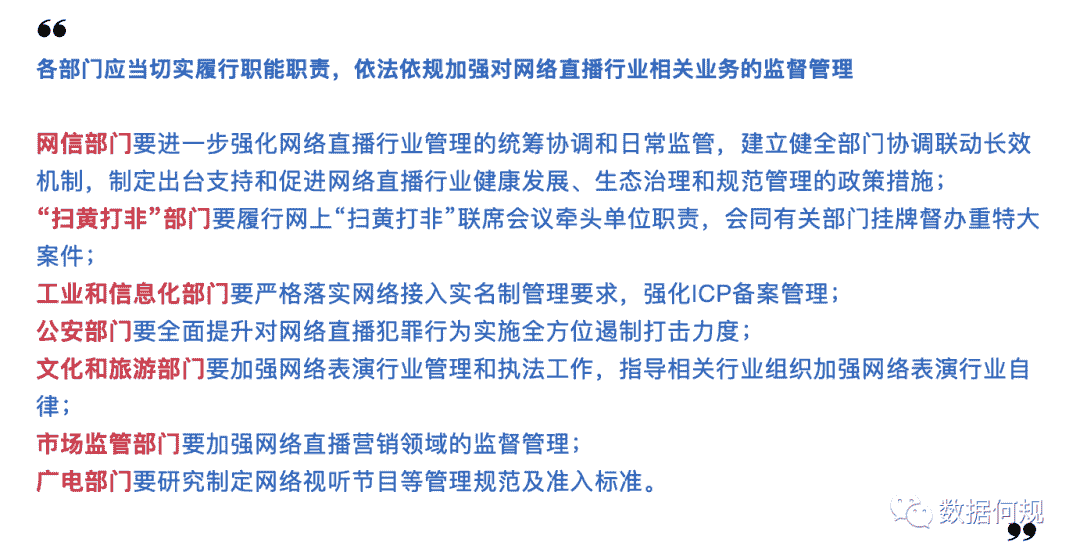 “
各部门应当切实履行职能职责，依法依规加强对网络直播行业相关业务的监督管理
网信部门要进一步强化网络直播行业管理的统筹协调和日常监管，建立健全部门协调联动长效
机制，制定出台支持和促进网络直播行业健康发展、生态治理和规范管理的政策措施；
“扫黄打非”部门要履行网上“扫黄打非”联席会议牵头单位职责，会同有关部门挂牌督办重特大
案件；
工业和信息化部门要严格落实网络接入实名制管理要求，强化ICP备案管理；
公安部门要全面提升对网络直播犯罪行为实施全方位遏制打击力度；
文化和旅游部门要加强网络表演行业管理和执法工作，指导相关行业组织加强网络表演行业自
律；
市场监管部门要加强网络直播营销领域的监督管理；
广电部门要研究制定网络视听节目等管理规范及准入标准。
数据何规
”